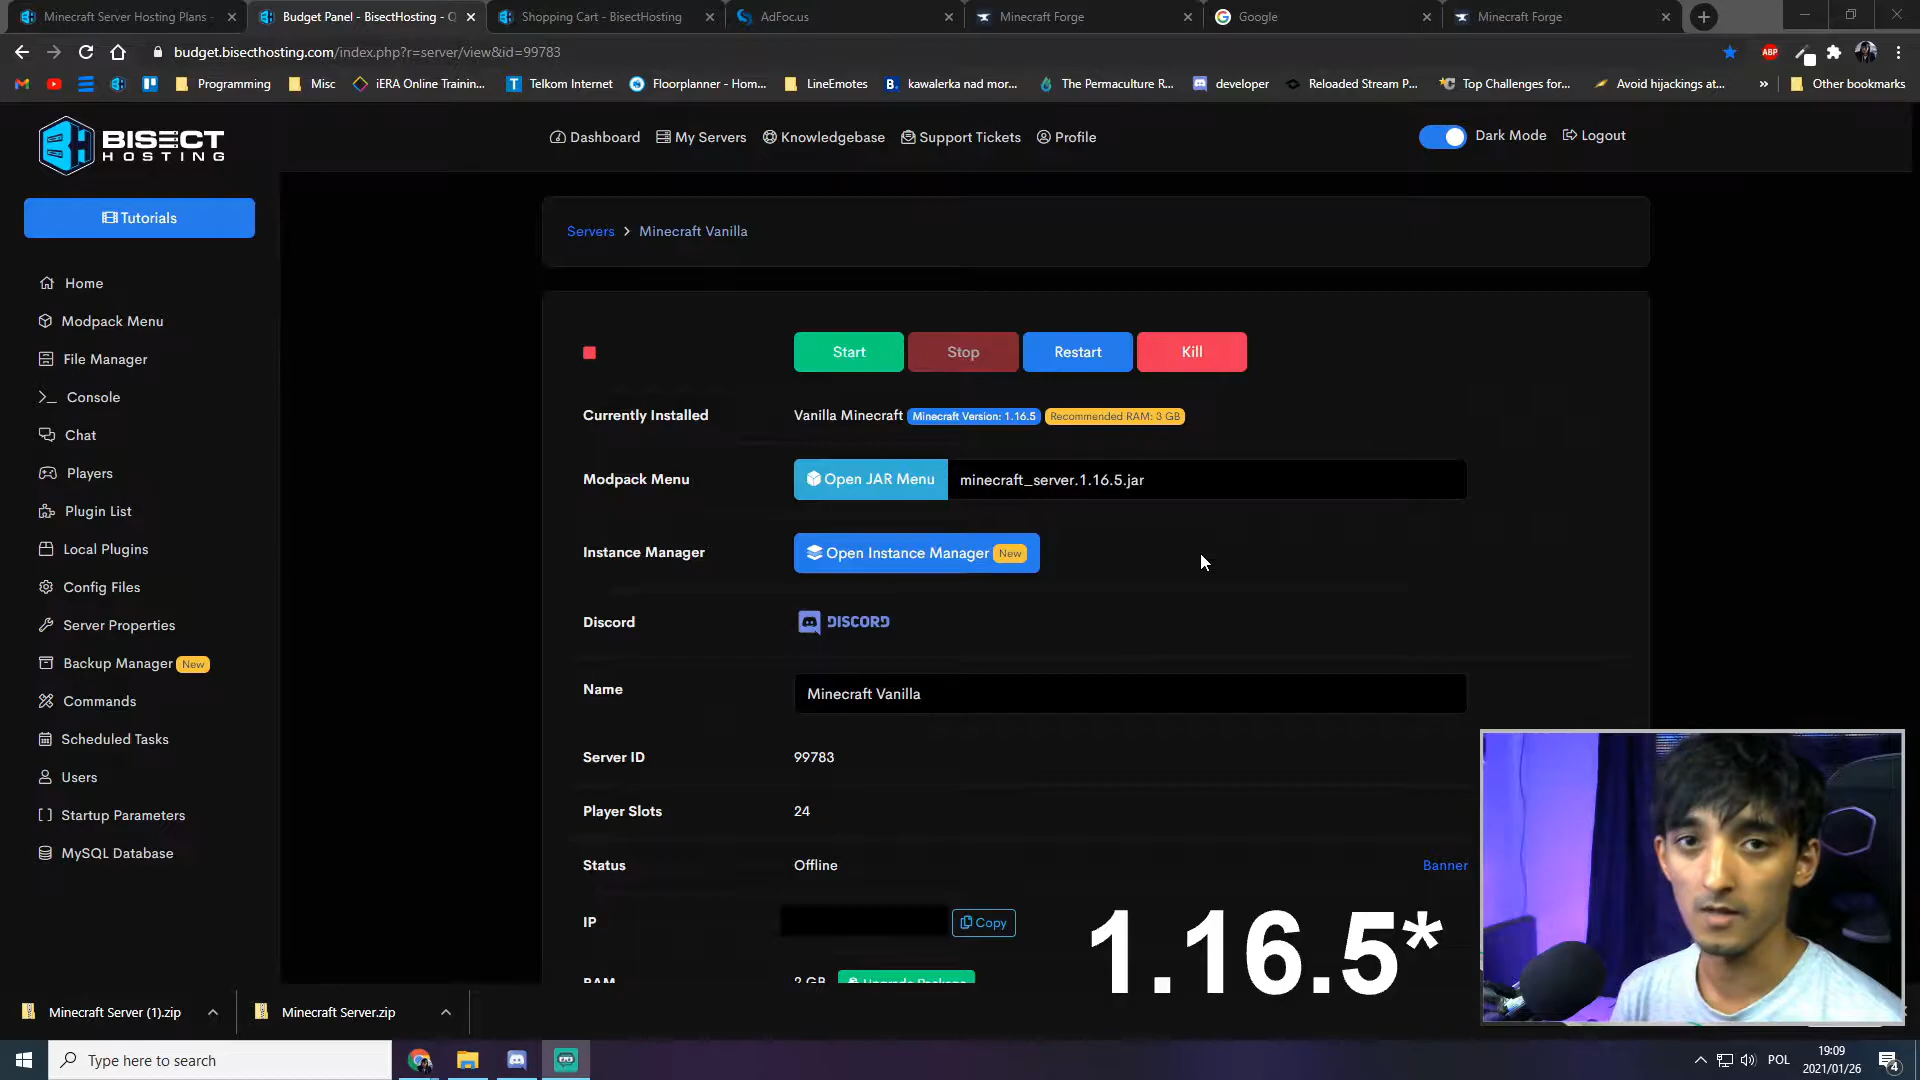 Minecraft Server Hosting Plans -
Budget Panel - BisectHosting - O
Shopping Cart - BisectHosting
AdFoc.us
Minecraft Forge
Google
Minecraft Forge
budget.bisecthosting.com/index.php?r=server/view&id=99783
ABP
Programming
Misc
iERA Online Trainin...
Telkom Internet
Floorplanner - Hom...
LineEmotes
kawalerka nad mor...
The Permaculture R...
developer
Reloaded Stream P...
Top Challenges for...
Avoid hijackings at...
»
Other bookmarks
BISECT
HOSTING
Dashboard
My Servers
Knowledgebase
Support Tickets
Profile
Dark Mode
Logout
Tutorials
Home
Modpack Menu
File Manager
Console
Chat
Players
Plugin List
Local Plugins
Config Files
Server Properties
Backup Manager New
Commands
Scheduled Tasks
Users
Startup Parameters
MySQL Database
Servers > Minecraft Vanilla
Start
Stop
Restart
Kill
Currently Installed
Vanilla Minecraft Minecraft Version: 1.16.5 Recommended RAM: 3 GB
Modpack Menu
Open JAR Menu
minecraft_server.1.16.5.jar
Instance Manager
Open Instance Manager New
Discord
DISCORD
Name
Minecraft Vanilla
Server ID
99783
Player Slots
24
Status
Offline
Banner
IP
Copy
RAM
2 GB
Upgrade Package
1.16.5*
Minecraft Server (1).zip
Minecraft Server.zip
Type here to search
POL
19:09
2021/01/26
4